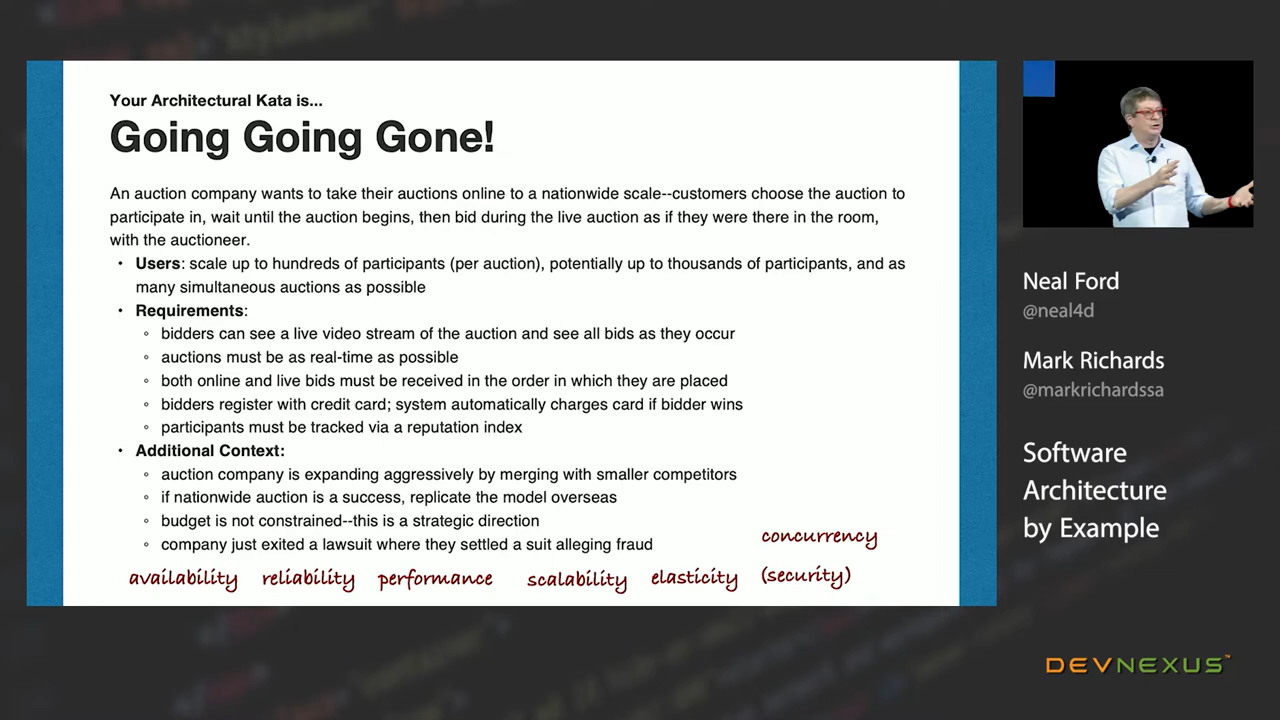 Your Architectural Kata is...
Going Going Gone!
An auction company wants to take their auctions online to a nationwide scale--customers choose the auction to
participate in, wait until the auction begins, then bid during the live auction as if they were there in the room,
with the auctioneer.
• Users: scale up to hundreds of participants (per auction), potentially up to thousands of participants, and as
many simultaneous auctions as possible
• Requirements:
◦ bidders can see a live video stream of the auction and see all bids as they occur
◦ auctions must be as real-time as possible
◦ both online and live bids must be received in the order in which they are placed
◦ bidders register with credit card; system automatically charges card if bidder wins
◦ participants must be tracked via a reputation index
• Additional Context:
◦ auction company is expanding aggressively by merging with smaller competitors
◦ if nationwide auction is a success, replicate the model overseas
◦ budget is not constrained--this is a strategic direction
◦ company just exited a lawsuit where they settled a suit alleging fraud
concurrency
availability reliability performance scalability elasticity (security)
Neal Ford
@neal4d
Mark Richards
@markrichardssa
Software
Architecture
by Example
DEVNEXUS™